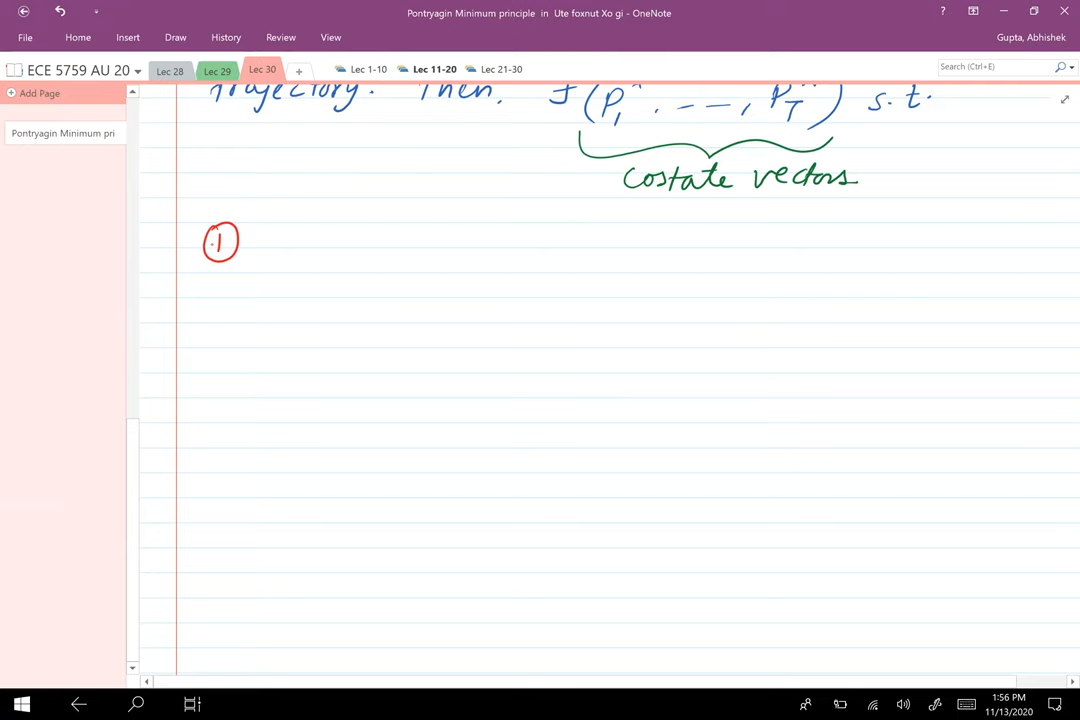 Pontryagin Minimum principle in Ute foxnut Xo gi - OneNote
?
File Home Insert Draw History Review View Gupta, Abhishek
ECE 5759 AU 20 Lec 28 Lec 29 Lec 30 + Lec 1-10 Lec 11-20 Lec 21-30 Search (Ctrl+E)
Add Page
Pontryagin Minimum pri
Trajectory. Then, ∃ (P₁*, ---, P_T*) s.t.
costate vectors
①
1:56 PM
11/13/2020